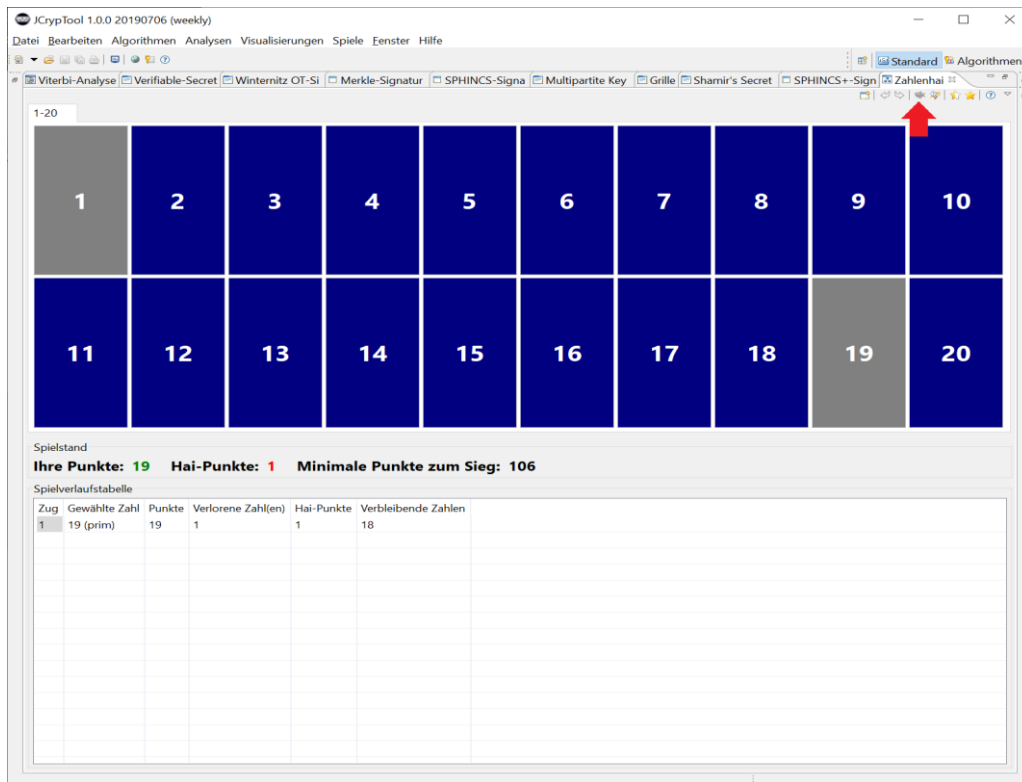 JCrypTool 1.0.0 20190706 (weekly)
Datei Bearbeiten Algorithmen Analysen Visualisierungen Spiele Fenster Hilfe
Standard Algorithmen
Viterbi-Analyse Verifiable-Secret Winternitz OT-Si Merkle-Signatur SPHINCS-Signa Multipartite Key Grille Shamir's Secret SPHINCS+-Sign Zahlenhai
1-20
1 2 3 4 5 6 7 8 9 10
11 12 13 14 15 16 17 18 19 20
Spielstand
Ihre Punkte: 19 Hai-Punkte: 1 Minimale Punkte zum Sieg: 106
Spielverlaufstabelle
Zug Gewählte Zahl Punkte Verlorene Zahl(en) Hai-Punkte Verbleibende Zahlen
1 19 (prim) 19 1 1 18